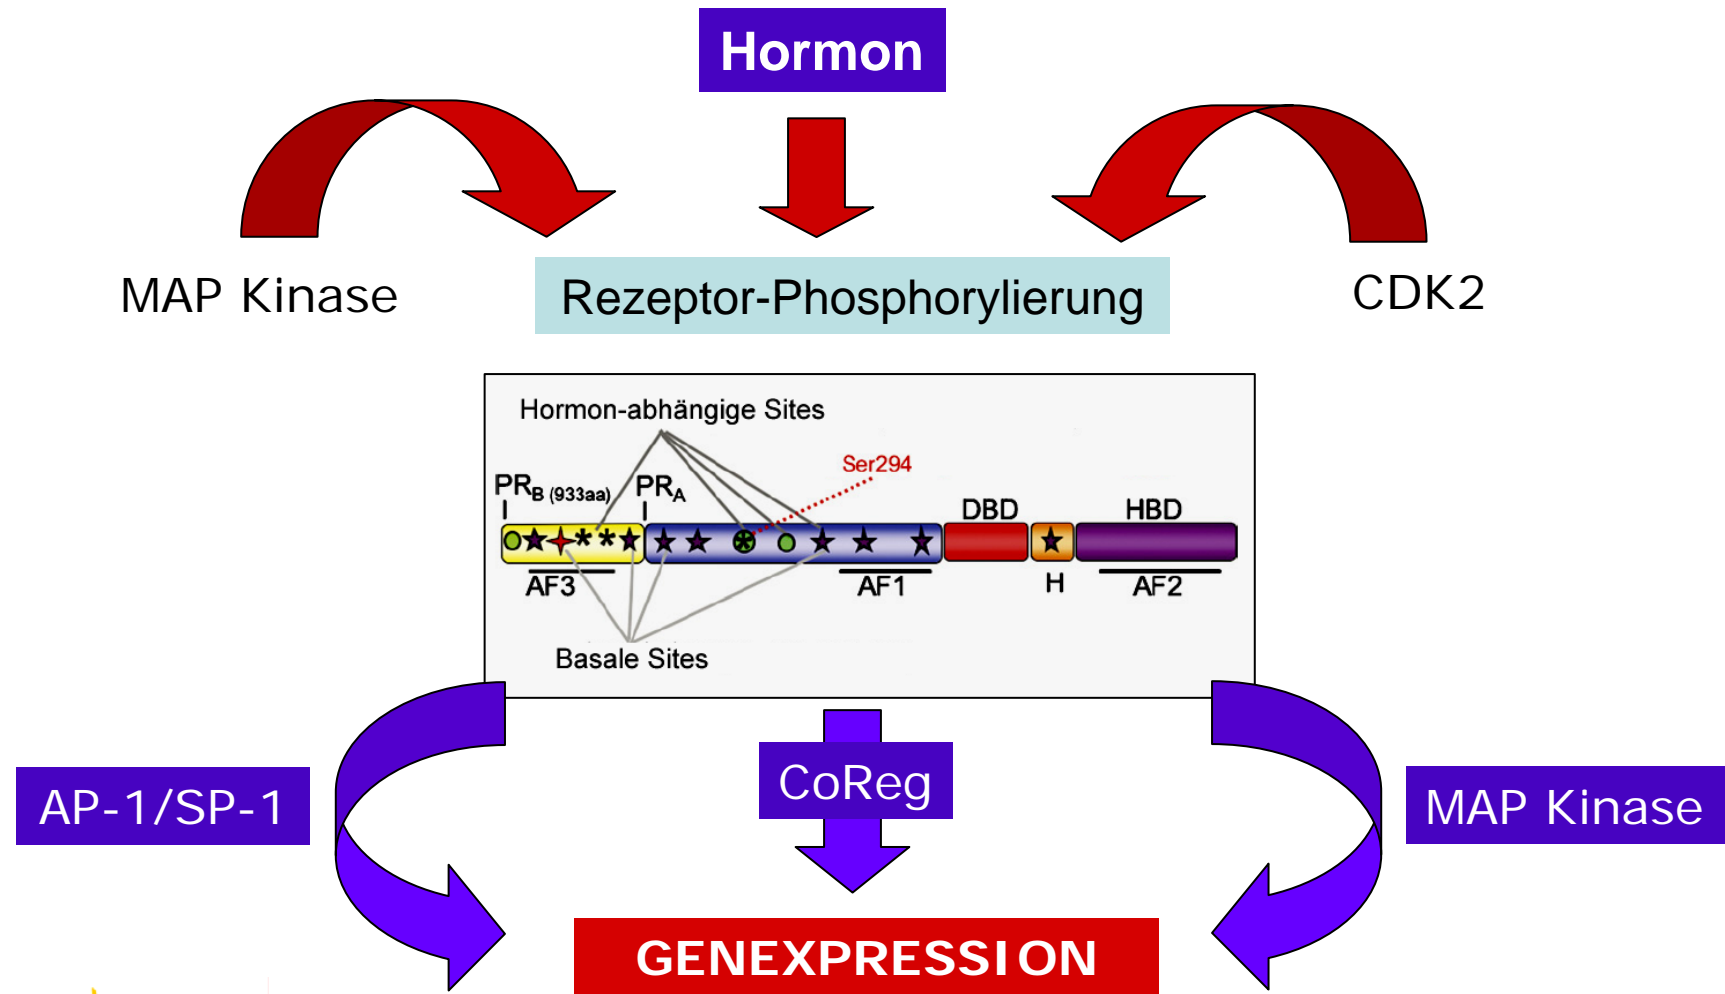 Hormon
MAP Kinase
Rezeptor-Phosphorylierung
CDK2
Hormon-abhängige Sites
Ser294
PRB (933aa)
PRA
DBD
HBD
AF3
AF1
H
AF2
Basale Sites
AP-1/SP-1
CoReg
MAP Kinase
GENEXPRESSION